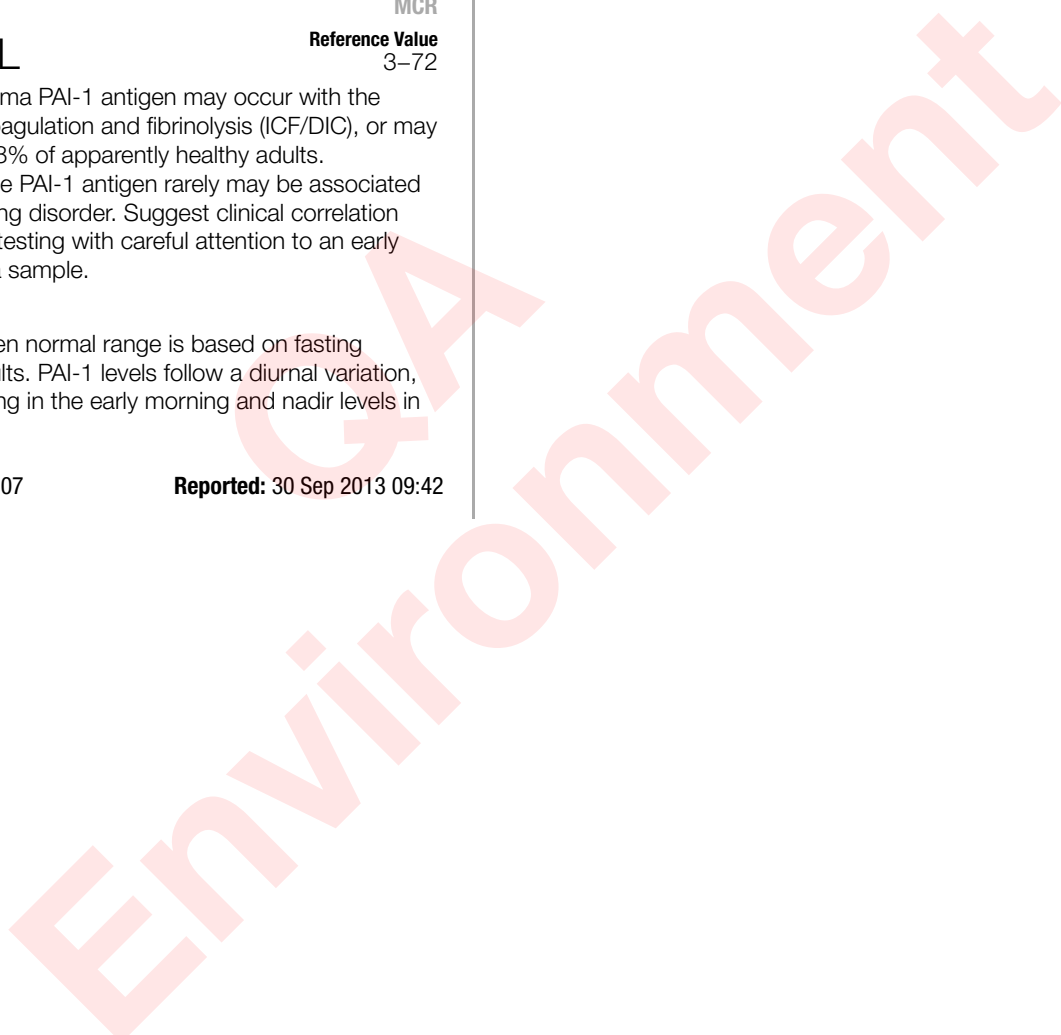 MCR
Reference Value
L
3–72
ma PAI-1 antigen may occur with the
agulation and fibrinolysis (ICF/DIC), or may
3% of apparently healthy adults.
e PAI-1 antigen rarely may be associated
ng disorder. Suggest clinical correlation
testing with careful attention to an early
sample.
en normal range is based on fasting
lts. PAI-1 levels follow a diurnal variation,
ng in the early morning and nadir levels in
07 Reported: 30 Sep 2013 09:42
QA
Environment